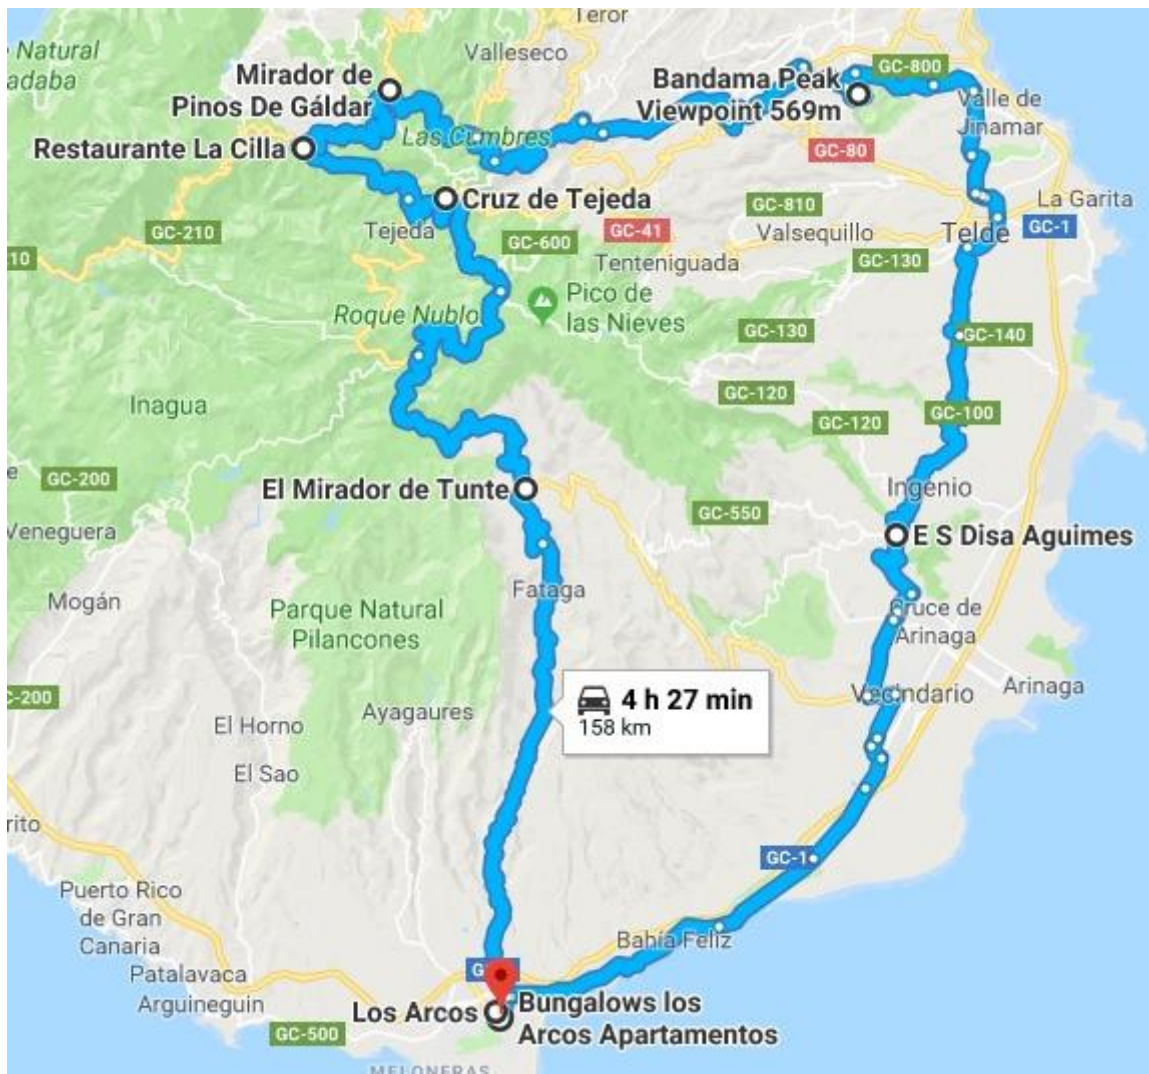 Teror
e Natural
adaba
Valleseco
Mirador de
Pinos De Gáldar
Bandama Peak
Viewpoint 569m
GC-800
Valle de
Jinamar
Las Cumbres
Restaurante La Cilla
GC-80
Cruz de Tejeda
GC-810
La Garita
GC-210
Tejeda
GC-600
GC-41
Valsequillo
Telde
GC-1
10
Tenteniguada
GC-130
Roque Nublo
Pico de
las Nieves
GC-130
GC-140
Inagua
GC-120
GC-120
GC-100
GC-200
El Mirador de Tunte
Ingenio
Veneguera
GC-550
E S Disa Aguimes
Mogán
Fataga
Parque Natural
Pilancones
Cruce de
Arinaga
C-200
4 h 27 min
158 km
Vecindario
Arinaga
Ayagaures
El Horno
El Sao
rito
GC-1
Puerto Rico
de Gran
Canaria
Bahía Feliz
Patalavaca
Arguineguin
Los Arcos
Bungalows los
Arcos Apartamentos
GC-500
MELONERAS